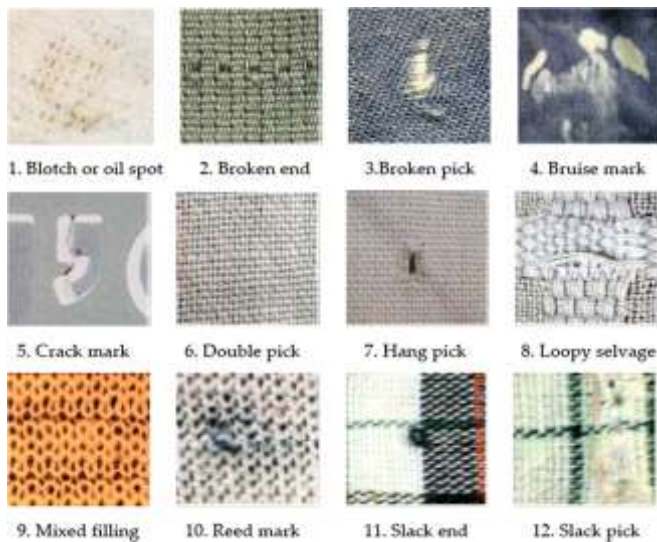 1. Blotch or oil spot
2. Broken end
3.Broken pick
4. Bruise mark
5. Crack mark
6. Double pick
7. Hang pick
8. Loopy selvage
9. Mixed filling
10. Reed mark
11. Slack end
12. Slack pick